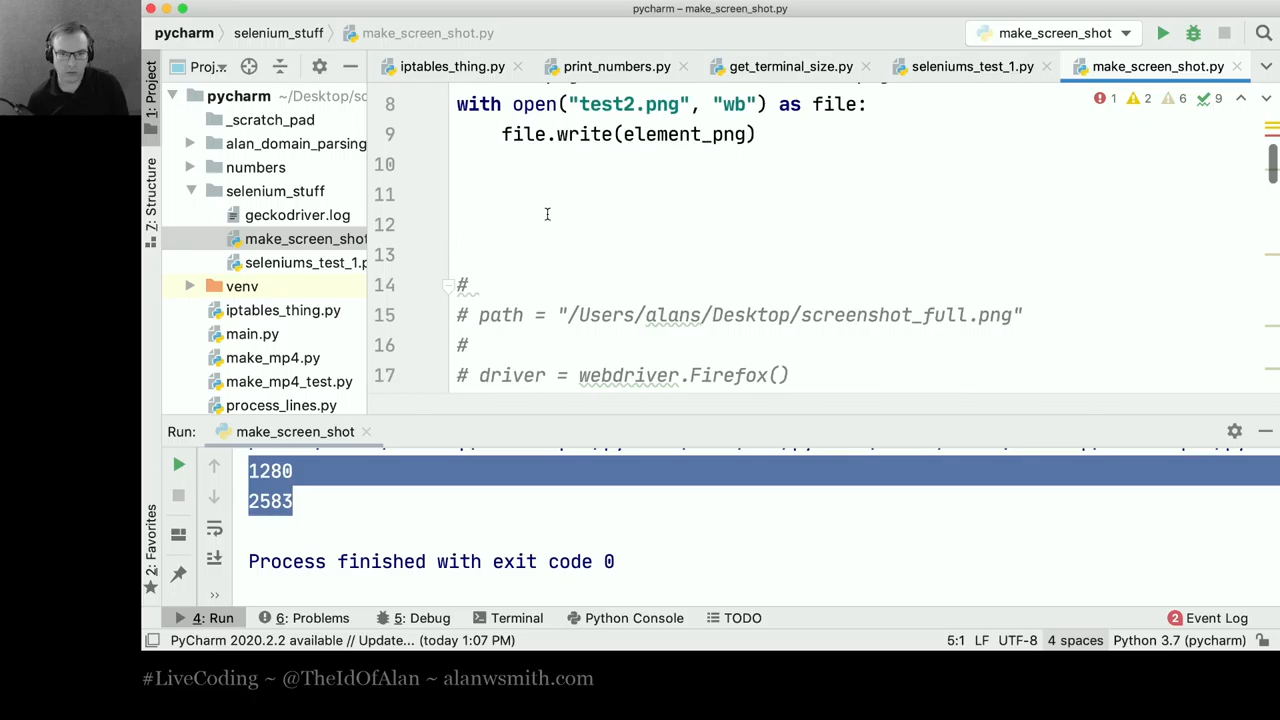 pycharm – make_screen_shot.py
pycharm selenium_stuff make_screen_shot.py
make_screen_shot
Proj.
iptables_thing.py print_numbers.py get_terminal_size.py seleniums_test_1.py make_screen_shot.py
1: Project
Z: Structure
2: Favorites
pycharm ~/Desktop/sc
_scratch_pad
alan_domain_parsing
numbers
selenium_stuff
geckodriver.log
make_screen_shot
seleniums_test_1.p
venv
iptables_thing.py
main.py
make_mp4.py
make_mp4_test.py
process_lines.py
1 2 6 9
8 with open("test2.png", "wb") as file:
9 file.write(element_png)
10
11
12
13
14 #
15 # path = "/Users/alans/Desktop/screenshot_full.png"
16 #
17 # driver = webdriver.Firefox()
Run: make_screen_shot
1280
2583
Process finished with exit code 0
4: Run 6: Problems 5: Debug Terminal Python Console TODO 2 Event Log
PyCharm 2020.2.2 available // Update... (today 1:07 PM) 5:1 LF UTF-8 4 spaces Python 3.7 (pycharm)
#LiveCoding ~ @TheIdOfAlan ~ alanwsmith.com